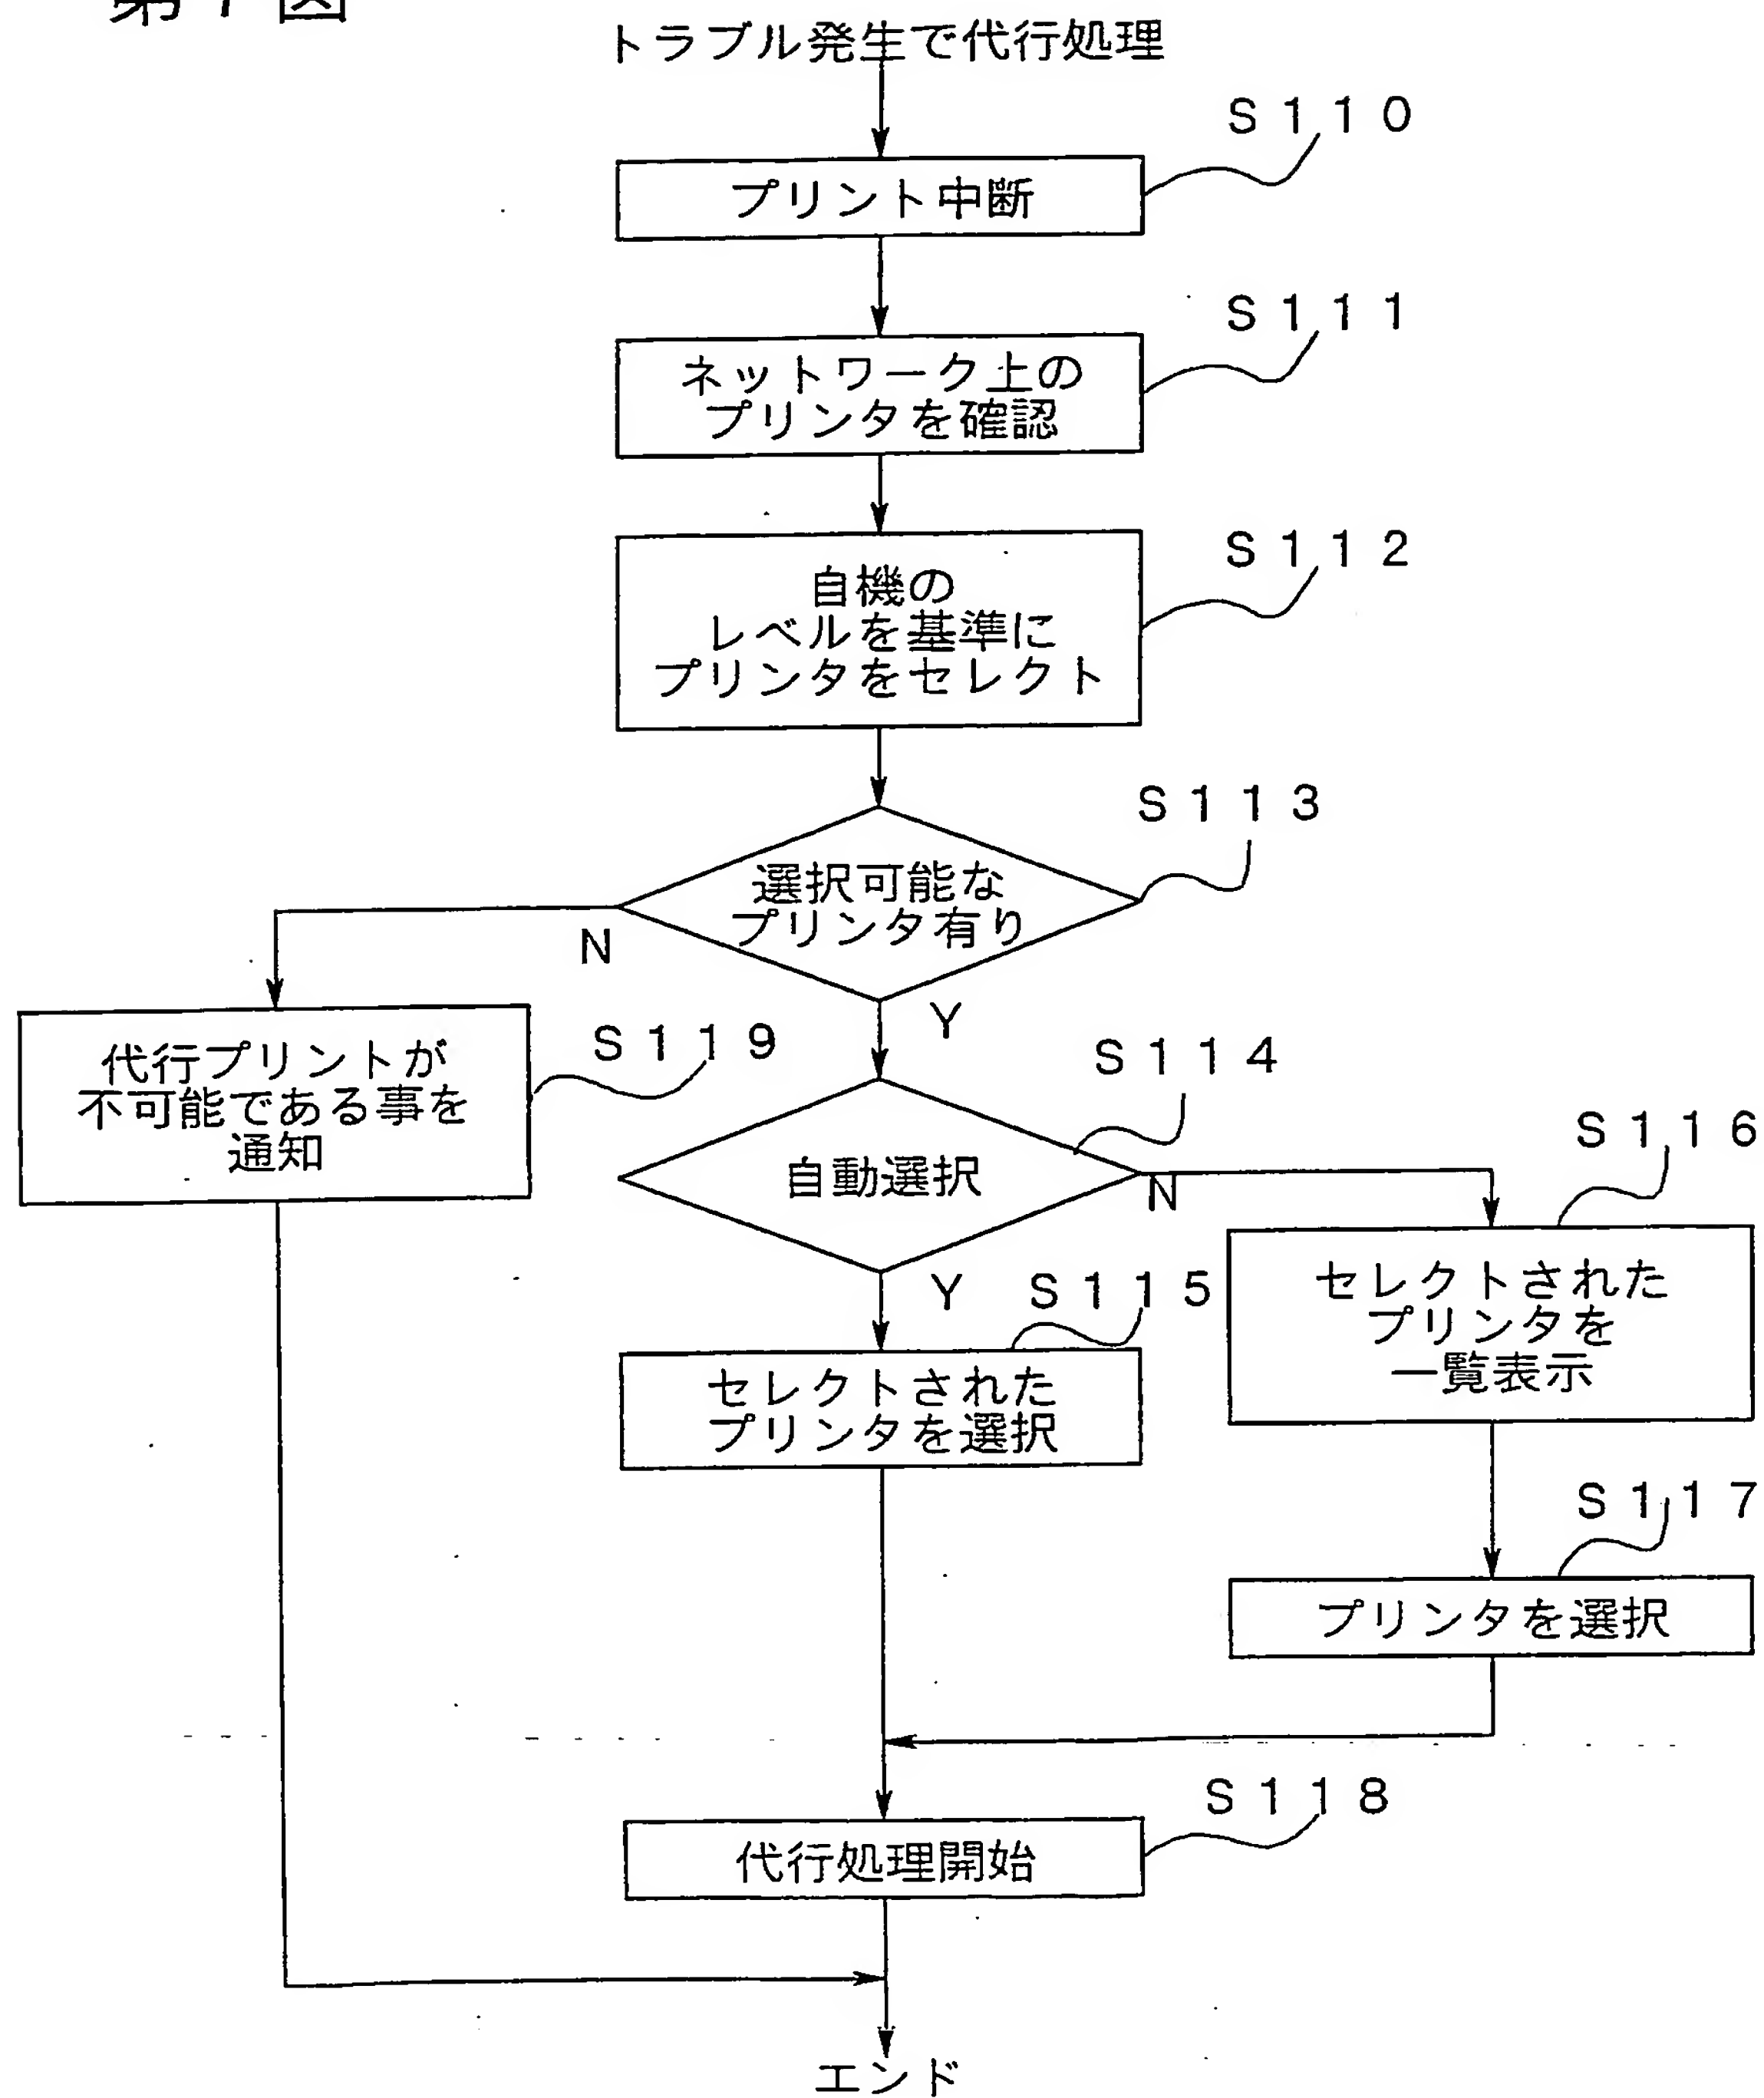 トラブル発生で代行処理
S110
プリント中断
S111
ネットワーク上の
プリンタを確認
S112
自機の
レベルを基準に
プリンタをセレクト
S113
選択可能な
プリンタ有り
N
Y
S119
代行プリントが
不可能である事を
通知
S114
自動選択
N
Y
S116
セレクトされた
プリンタを
一覧表示
S115
セレクトされた
プリンタを選択
S117
プリンタを選択
S118
代行処理開始
エンド